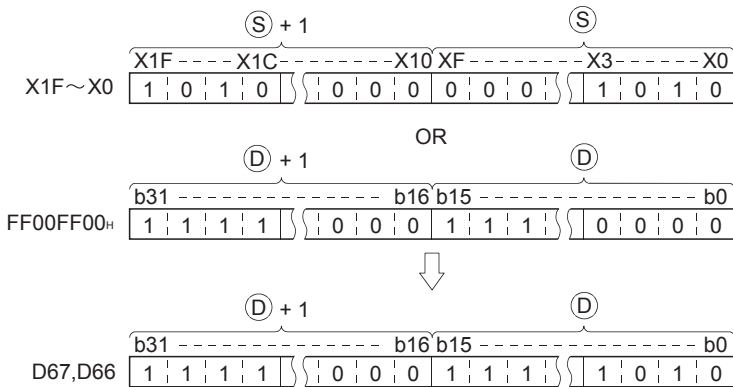 Ⓢ + 1 Ⓢ
X1F X1C X10 XF X3 X0
X1F～X0 1 0 1 0 0 0 0 0 0 0 1 0 1 0
OR
Ⓓ + 1 Ⓓ
b31 b16 b15 b0
FF00FF00H 1 1 1 1 0 0 0 1 1 1 0 0 0 0
Ⓓ + 1 Ⓓ
b31 b16 b15 b0
D67,D66 1 1 1 1 0 0 0 1 1 1 1 0 1 0